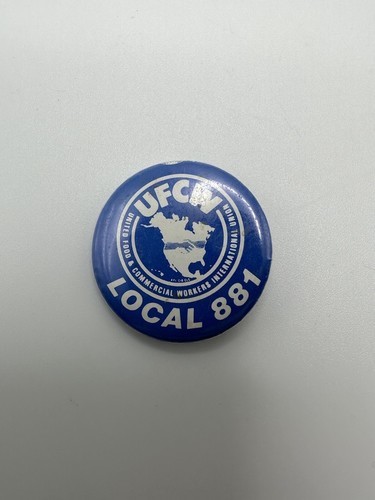 UFCW
UNITED FOOD & COMMERCIAL WORKERS INTERNATIONAL UNION
LOCAL 881